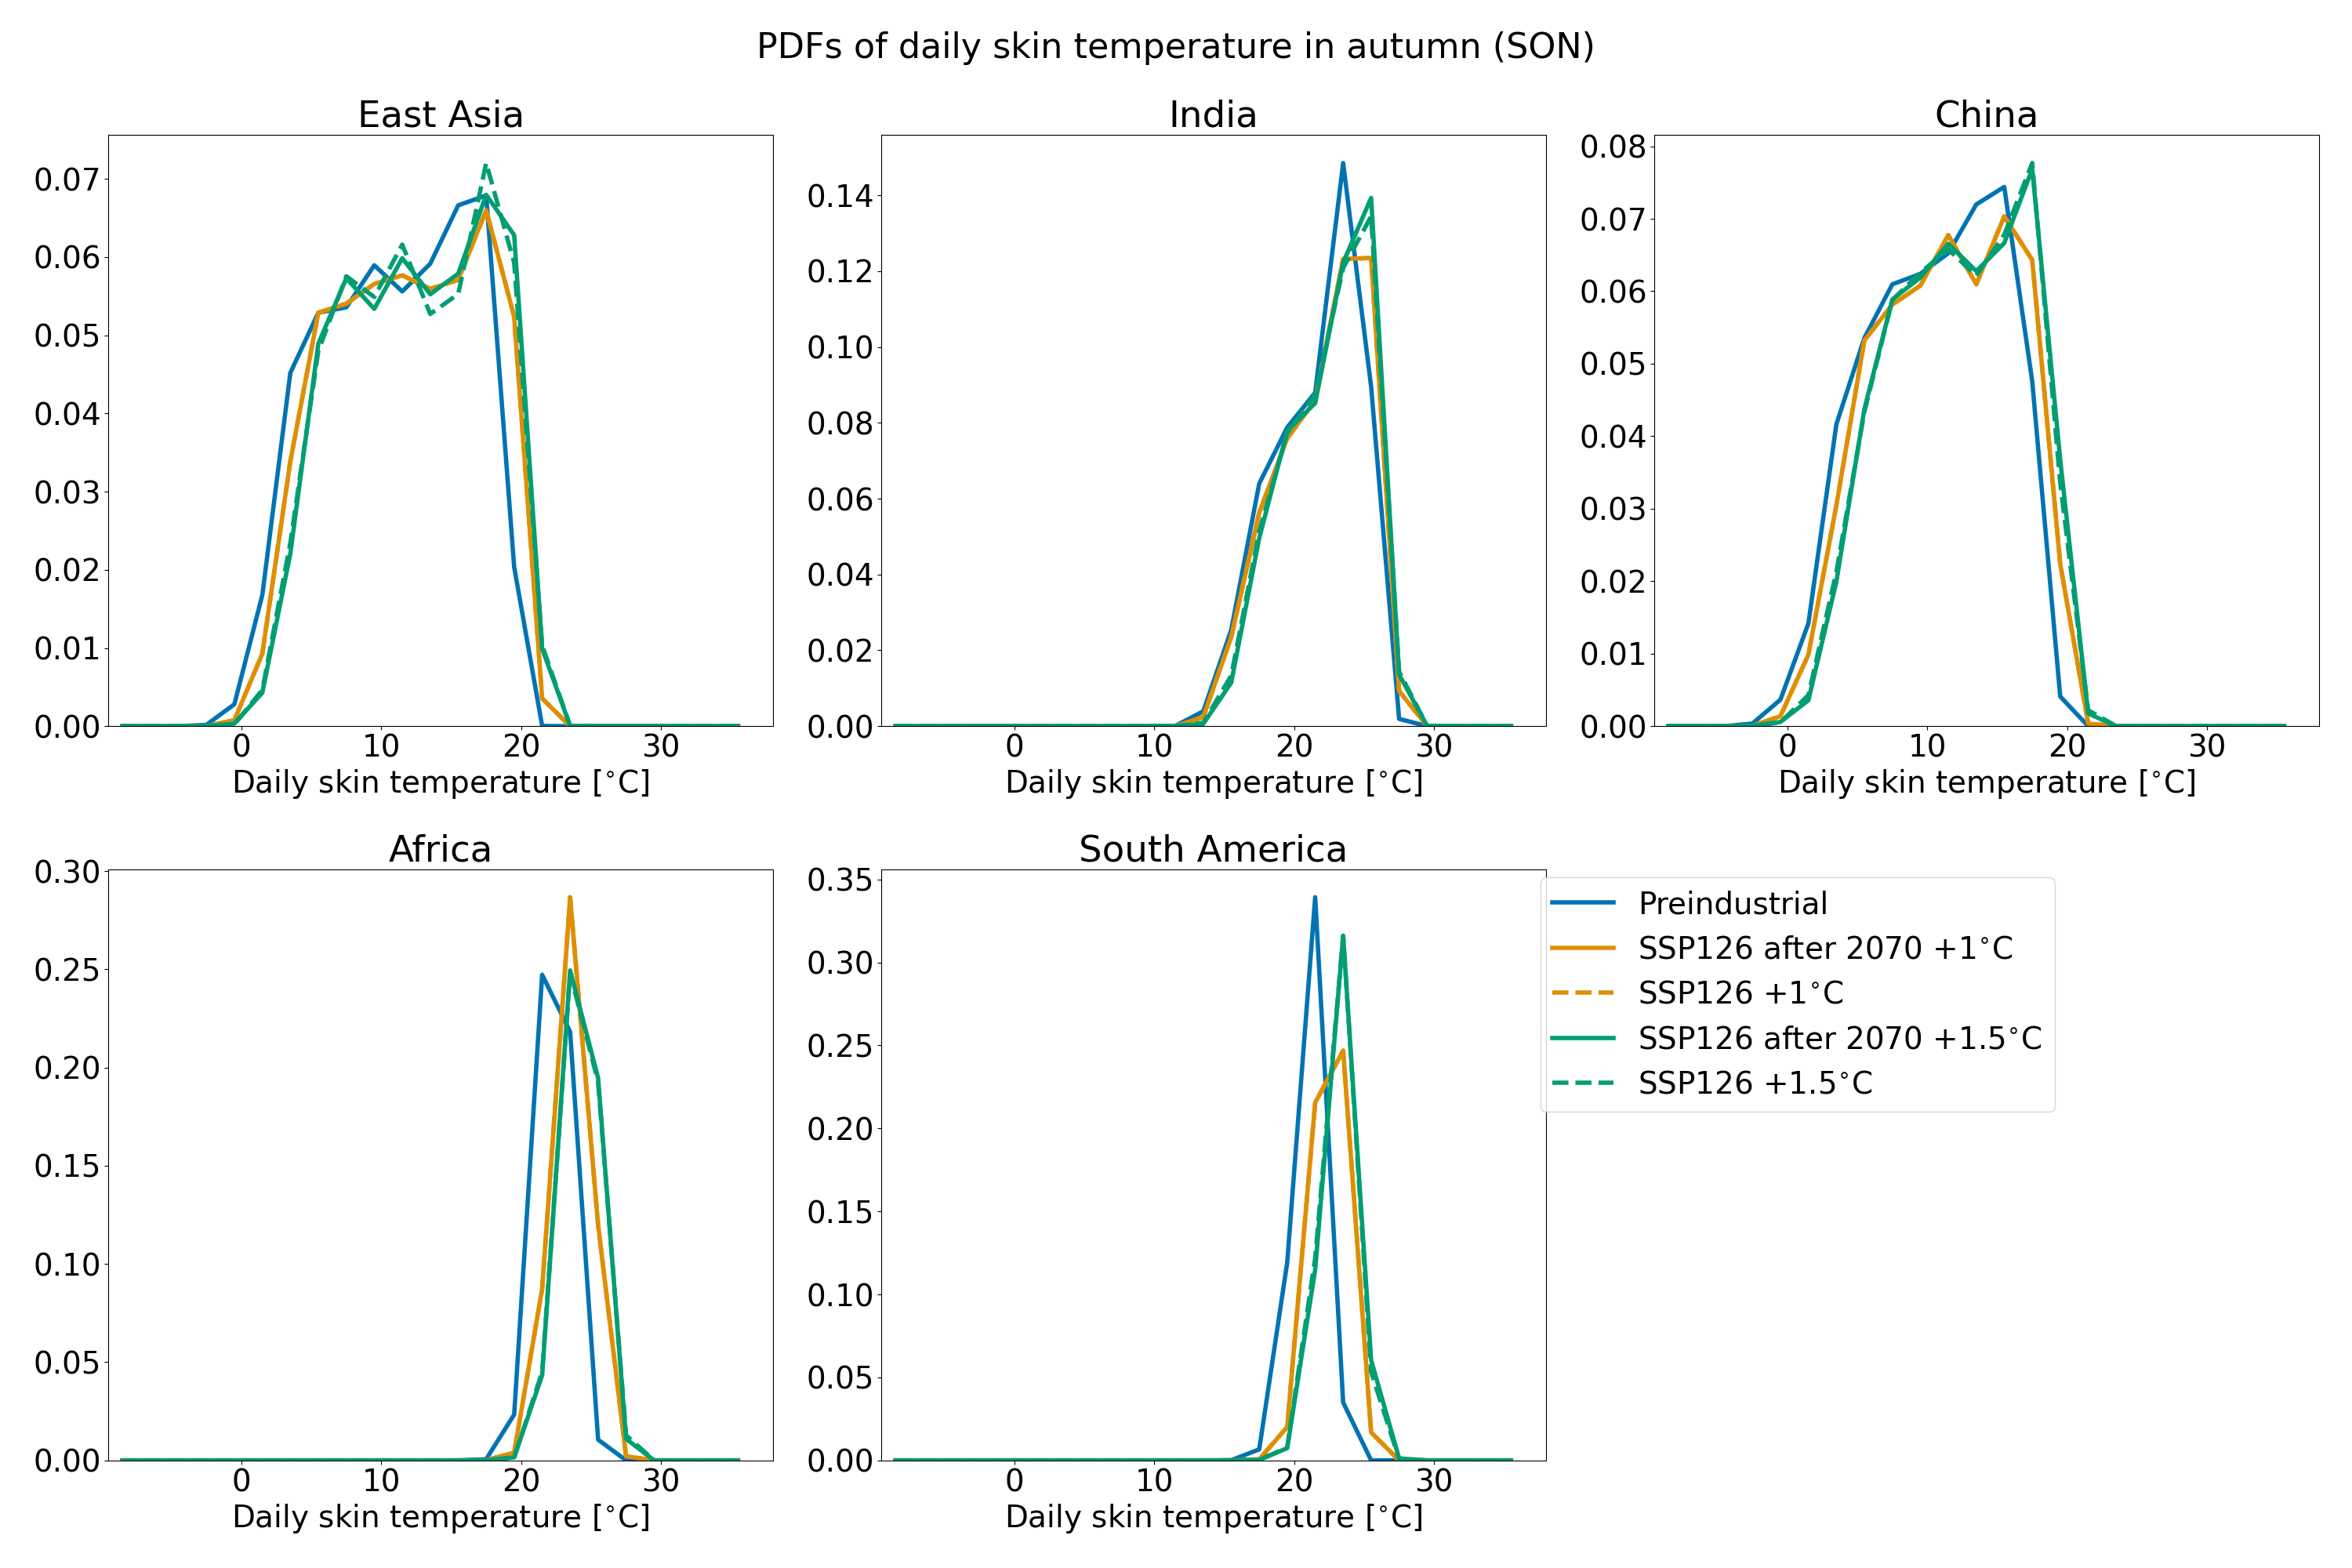 PDFs of daily skin temperature in autumn (SON)
East Asia
0.07
0.06
0.05
0.04
0.03
0.02
0.01
0.00
0 10 20 30
Daily skin temperature [°C]
India
0.14
0.12
0.10
0.08
0.06
0.04
0.02
0.00
0 10 20 30
Daily skin temperature [°C]
China
0.08
0.07
0.06
0.05
0.04
0.03
0.02
0.01
0.00
0 10 20 30
Daily skin temperature [°C]
Africa
0.30
0.25
0.20
0.15
0.10
0.05
0.00
0 10 20 30
Daily skin temperature [°C]
South America
0.35
0.30
0.25
0.20
0.15
0.10
0.05
0.00
0 10 20 30
Daily skin temperature [°C]
Preindustrial
SSP126 after 2070 +1°C
SSP126 +1°C
SSP126 after 2070 +1.5°C
SSP126 +1.5°C